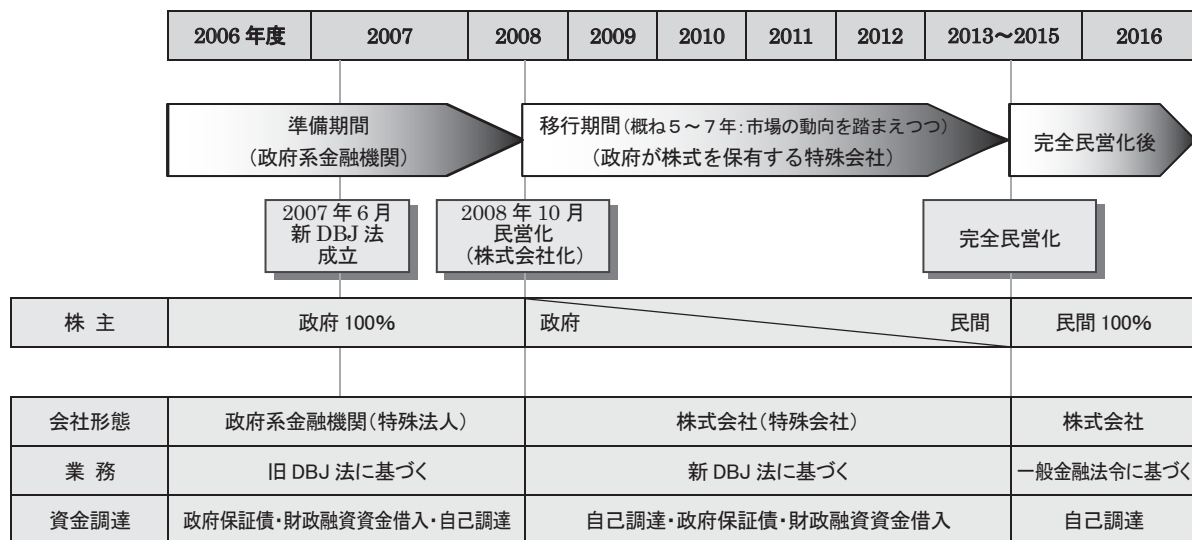 2006 年度 2007 2008 2009 2010 2011 2012 2013～2015 2016
準備期間
(政府系金融機関)
移行期間(概ね5～7年:市場の動向を踏まえつつ)
(政府が株式を保有する特殊会社)
完全民営化後
2007 年 6 月
新 DBJ 法
成立
2008 年 10 月
民営化
(株式会社化)
完全民営化
株 主 政府 100% 政府 民間 民間 100%
会社形態 政府系金融機関(特殊法人) 株式会社(特殊会社) 株式会社
業 務 旧 DBJ 法に基づく 新 DBJ 法に基づく 一般金融法令に基づく
資金調達 政府保証債・財政融資資金借入・自己調達 自己調達・政府保証債・財政融資資金借入 自己調達